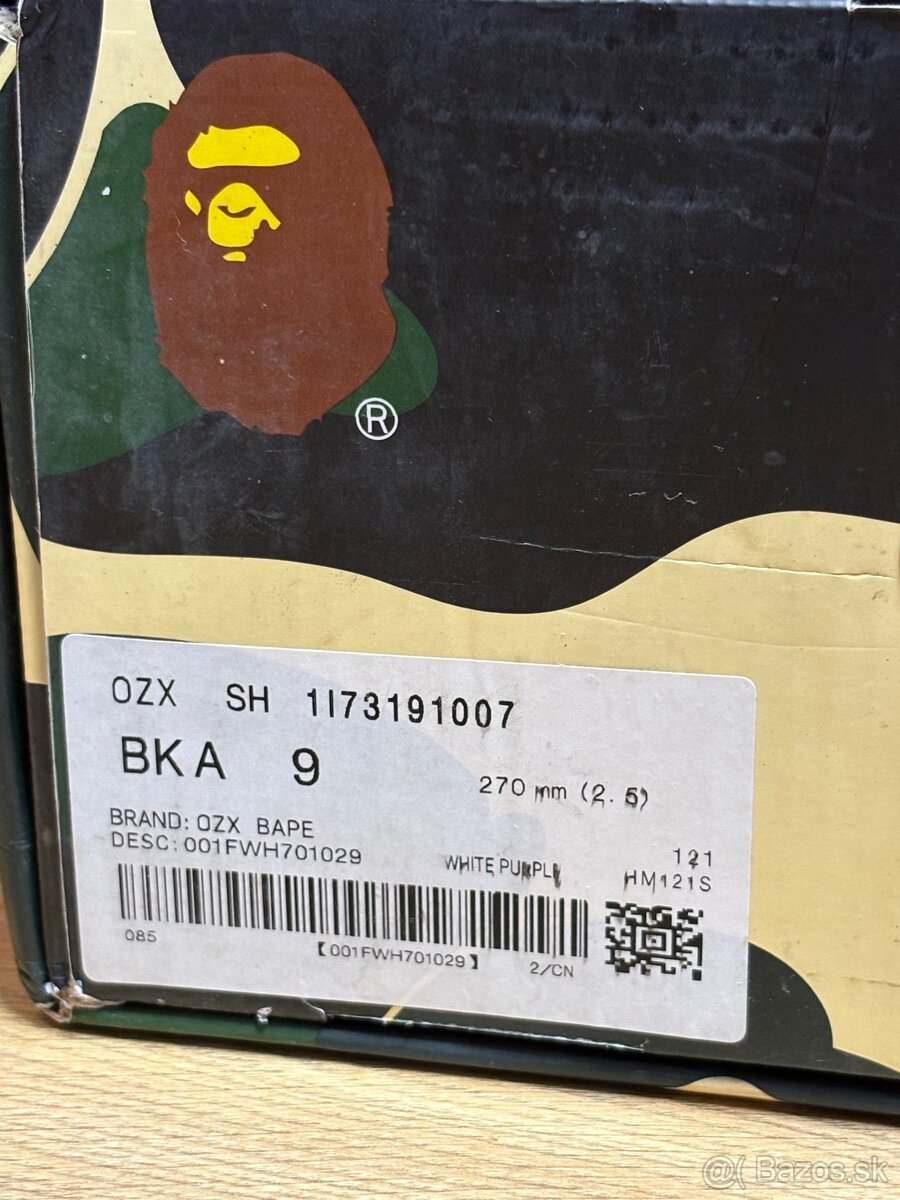 ®
OZX SH 1I73191007
BKA 9
270 mm (2.5)
BRAND: OZX BAPE
DESC: 001FWH701029
WHITE PURPLE
121
HM121S
085
【001FWH701029】
2/CN
@( Bazos.sk